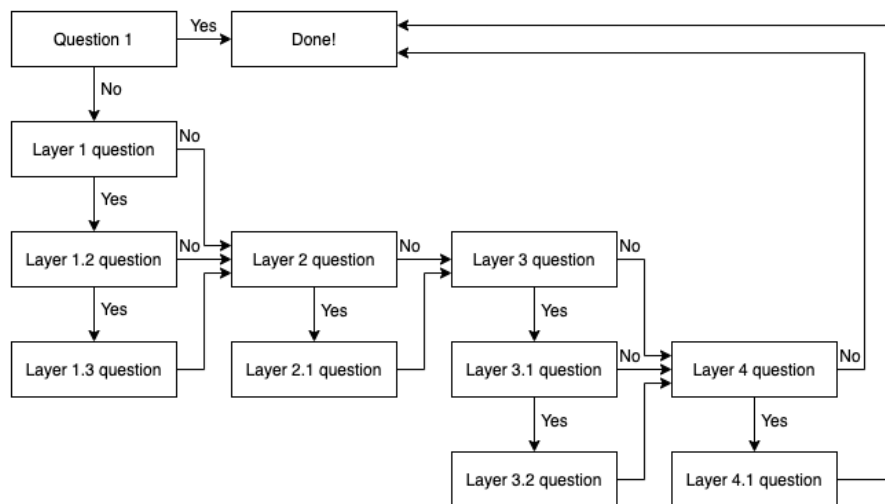 Question 1
Yes
Done!
No
Layer 1 question
No
Yes
Layer 1.2 question
No
Layer 2 question
No
Layer 3 question
No
Yes
Yes
Yes
Layer 1.3 question
Layer 2.1 question
Layer 3.1 question
No
Layer 4 question
No
Yes
Yes
Layer 3.2 question
Layer 4.1 question